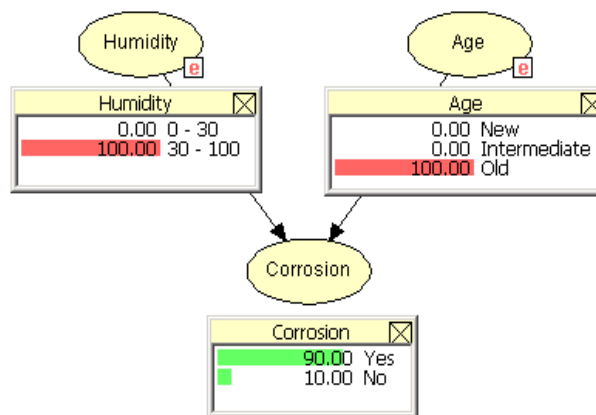 Humidity
e
Age
e
Humidity
0.00 0 - 30
100.00 30 - 100
Age
0.00 New
0.00 Intermediate
100.00 Old
Corrosion
Corrosion
90.00 Yes
10.00 No